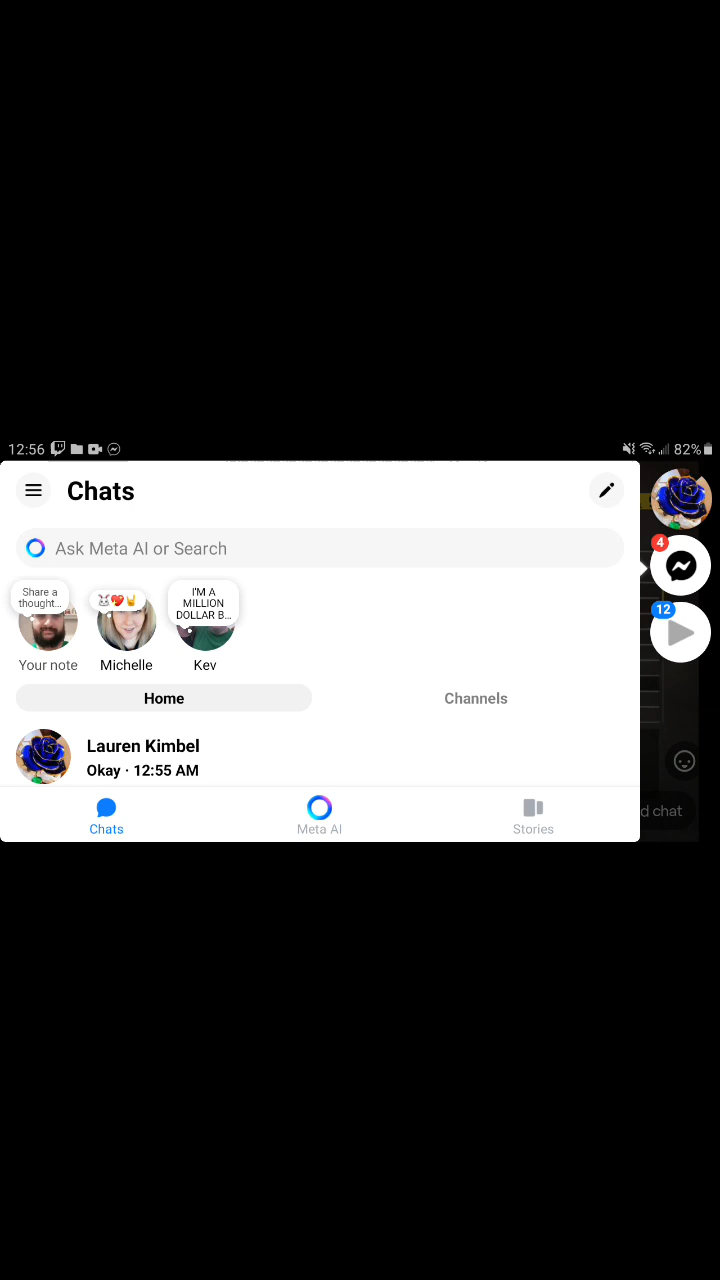 12:56
82%
Chats
4
Ask Meta AI or Search
12
Share a
thought...
I'M A
MILLION
DOLLAR B...
Your note
Michelle
Kev
Home
Channels
Lauren Kimbel
Okay · 12:55 AM
d chat
Chats
Meta AI
Stories